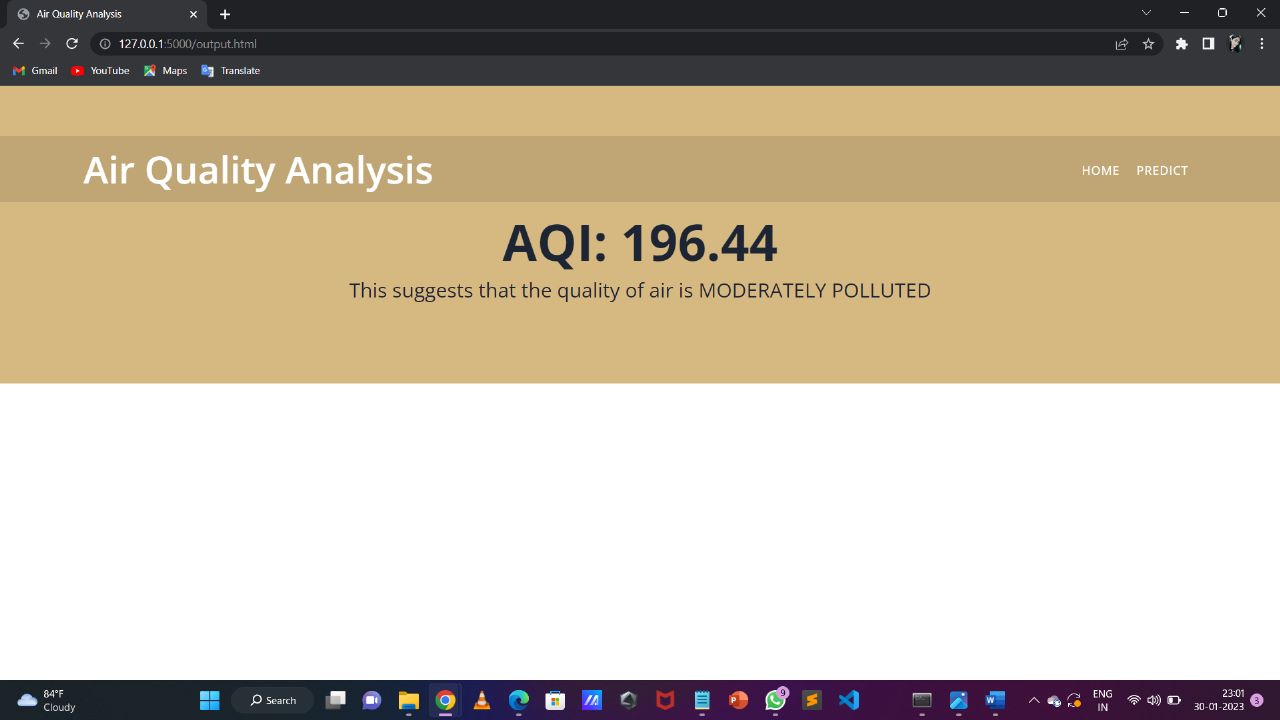 Air Quality Analysis
127.0.0.1:5000/output.html
Gmail YouTube Maps Translate
Air Quality Analysis HOME PREDICT
AQI: 196.44
This suggests that the quality of air is MODERATELY POLLUTED
84°F
Cloudy
Search
9
ENG
IN
23:01
30-01-2023
3